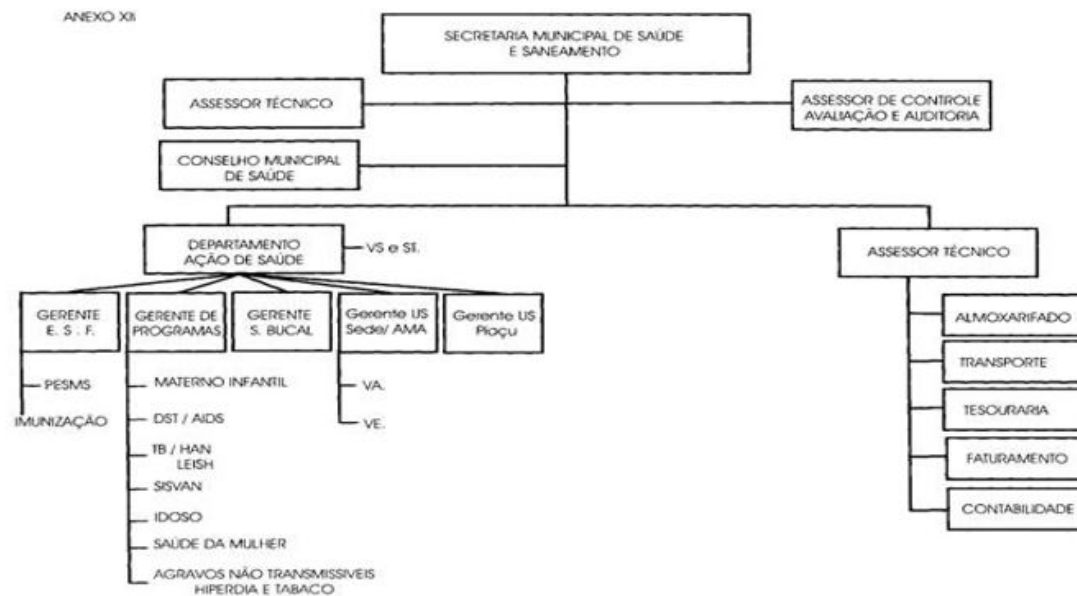 ANEXO XII
SECRETARIA MUNICIPAL DE SAÚDE
E SANEAMENTO
ASSESSOR TÉCNICO
ASSESSOR DE CONTROLE
AVALIAÇÃO E AUDITORIA
CONSELHO MUNICIPAL
DE SAÚDE
DEPARTAMENTO
AÇÃO DE SAÚDE
VS e ST.
ASSESSOR TÉCNICO
GERENTE
E. S . F.
GERENTE DE
PROGRAMAS
GERENTE
S. BUCAL
Gerente US
Sede/ AMA
Gerente US
Piaçu
PESMS
IMUNIZAÇÃO
MATERNO INFANTIL
DST / AIDS
TB / HAN
LEISH
SISVAN
IDOSO
SAÚDE DA MULHER
AGRAVOS NÃO TRANSMISSIVEIS
HIPERDIA E TABACO
VA.
VE.
ALMOXARIFADO
TRANSPORTE
TESOURARIA
FATURAMENTO
CONTABILIDADE